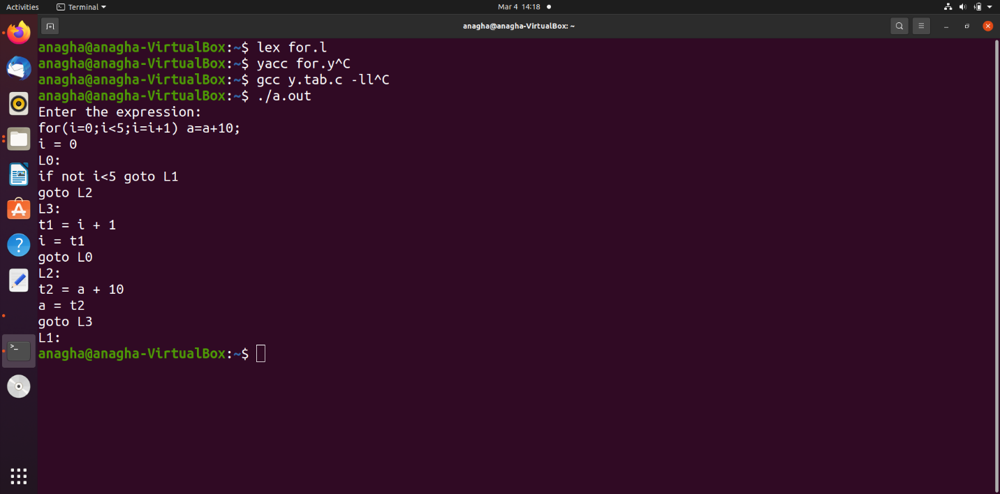 Activities Terminal Mar 4 14:18
anagha@anagha-VirtualBox: ~
anagha@anagha-VirtualBox:~$ lex for.l
anagha@anagha-VirtualBox:~$ yacc for.y^C
anagha@anagha-VirtualBox:~$ gcc y.tab.c -ll^C
anagha@anagha-VirtualBox:~$ ./a.out
Enter the expression:
for(i=0;i<5;i=i+1) a=a+10;
i = 0
L0:
if not i<5 goto L1
goto L2
L3:
t1 = i + 1
i = t1
goto L0
L2:
t2 = a + 10
a = t2
goto L3
L1:
anagha@anagha-VirtualBox:~$